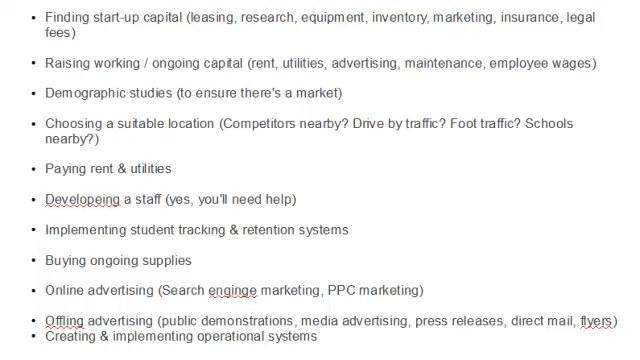 • Finding start-up capital (leasing, research, equipment, inventory, marketing, insurance, legal
fees)
• Raising working / ongoing capital (rent, utilities, advertising, maintenance, employee wages)
• Demographic studies (to ensure there's a market)
• Choosing a suitable location (Competitors nearby? Drive by traffic? Foot traffic? Schools
nearby?)
• Paying rent & utilities
• Developeing a staff (yes, you'll need help)
• Implementing student tracking & retention systems
• Buying ongoing supplies
• Online advertising (Search enginge marketing, PPC marketing)
• Offling advertising (public demonstrations, media advertising, press releases, direct mail, flyers)
• Creating & implementing operational systems